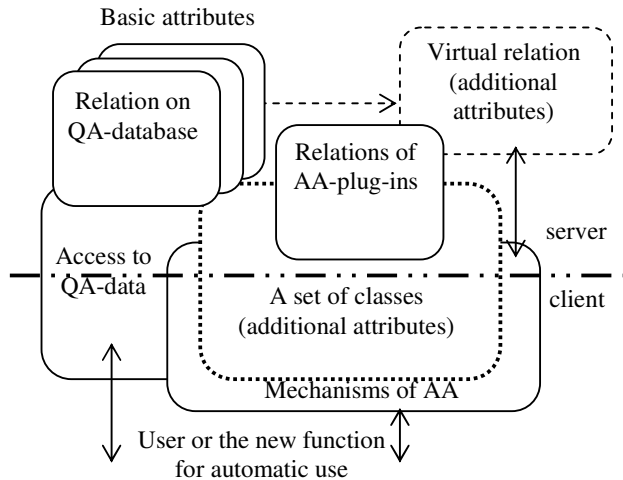 Basic attributes
Relation on
QA-database
Virtual relation
(additional
attributes)
Relations of
AA-plug-ins
server
Access to
QA-data
client
A set of classes
(additional attributes)
Mechanisms of AA
User or the new function
for automatic use